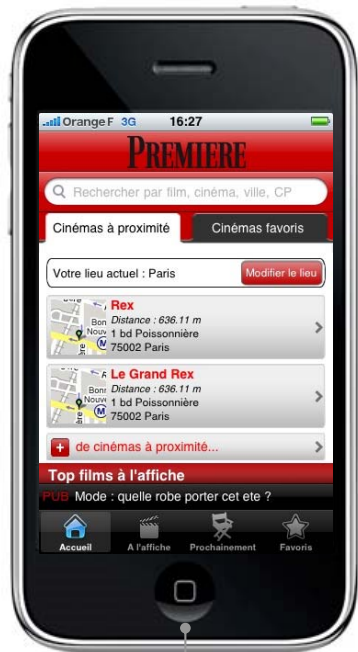 Orange F 3G 16:27
PREMIERE
Rechercher par film, cinéma, ville, CP
Cinémas à proximité Cinémas favoris
Votre lieu actuel : Paris Modifier le lieu
Rex
Distance : 636.11 m
1 bd Poissonnière
75002 Paris
Le Grand Rex
Distance : 636.11 m
1 bd Poissonnière
75002 Paris
+ de cinémas à proximité...
Top films à l'affiche
PUB Mode : quelle robe porter cet ete ?
Accueil A l'affiche Prochainement Favoris